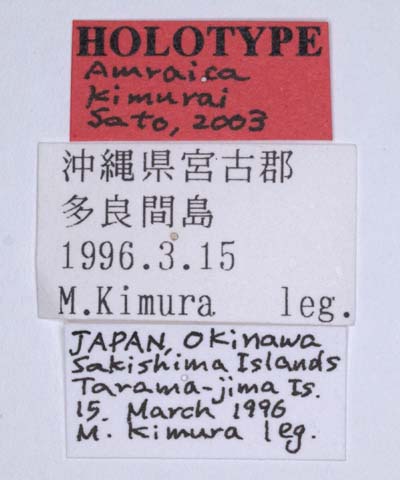 HOLOTYPE
Amraica
kimurai
Sato, 2003
沖縄県宮古郡
多良間島
1996.3.15
M.Kimura leg.
JAPAN, Okinawa
Sakishima Islands
Tarama-jima Is.
15. March 1996
M. Kimura leg.